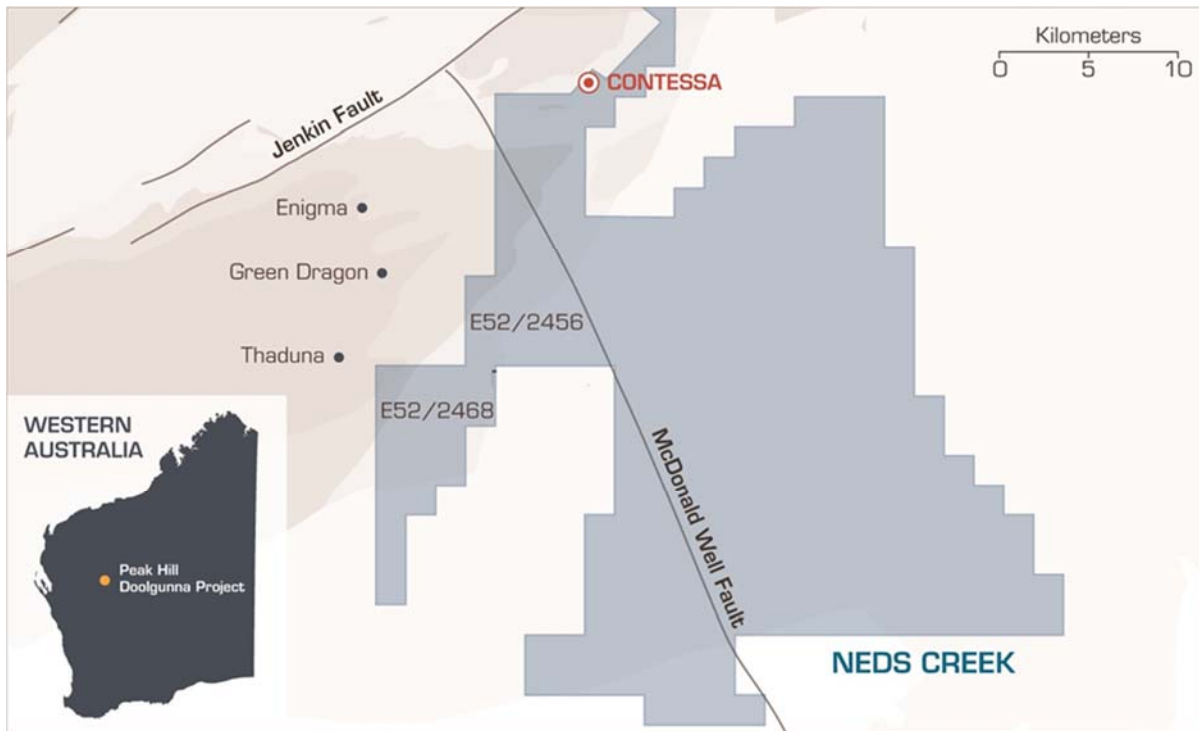 Kilometers
0 5 10
CONTESSA
Jenkin Fault
Enigma
Green Dragon
E52/2456
Thaduna
E52/2468
WESTERN
AUSTRALIA
McDonald Well Fault
Peak Hill
Doolgunna Project
NEDS CREEK